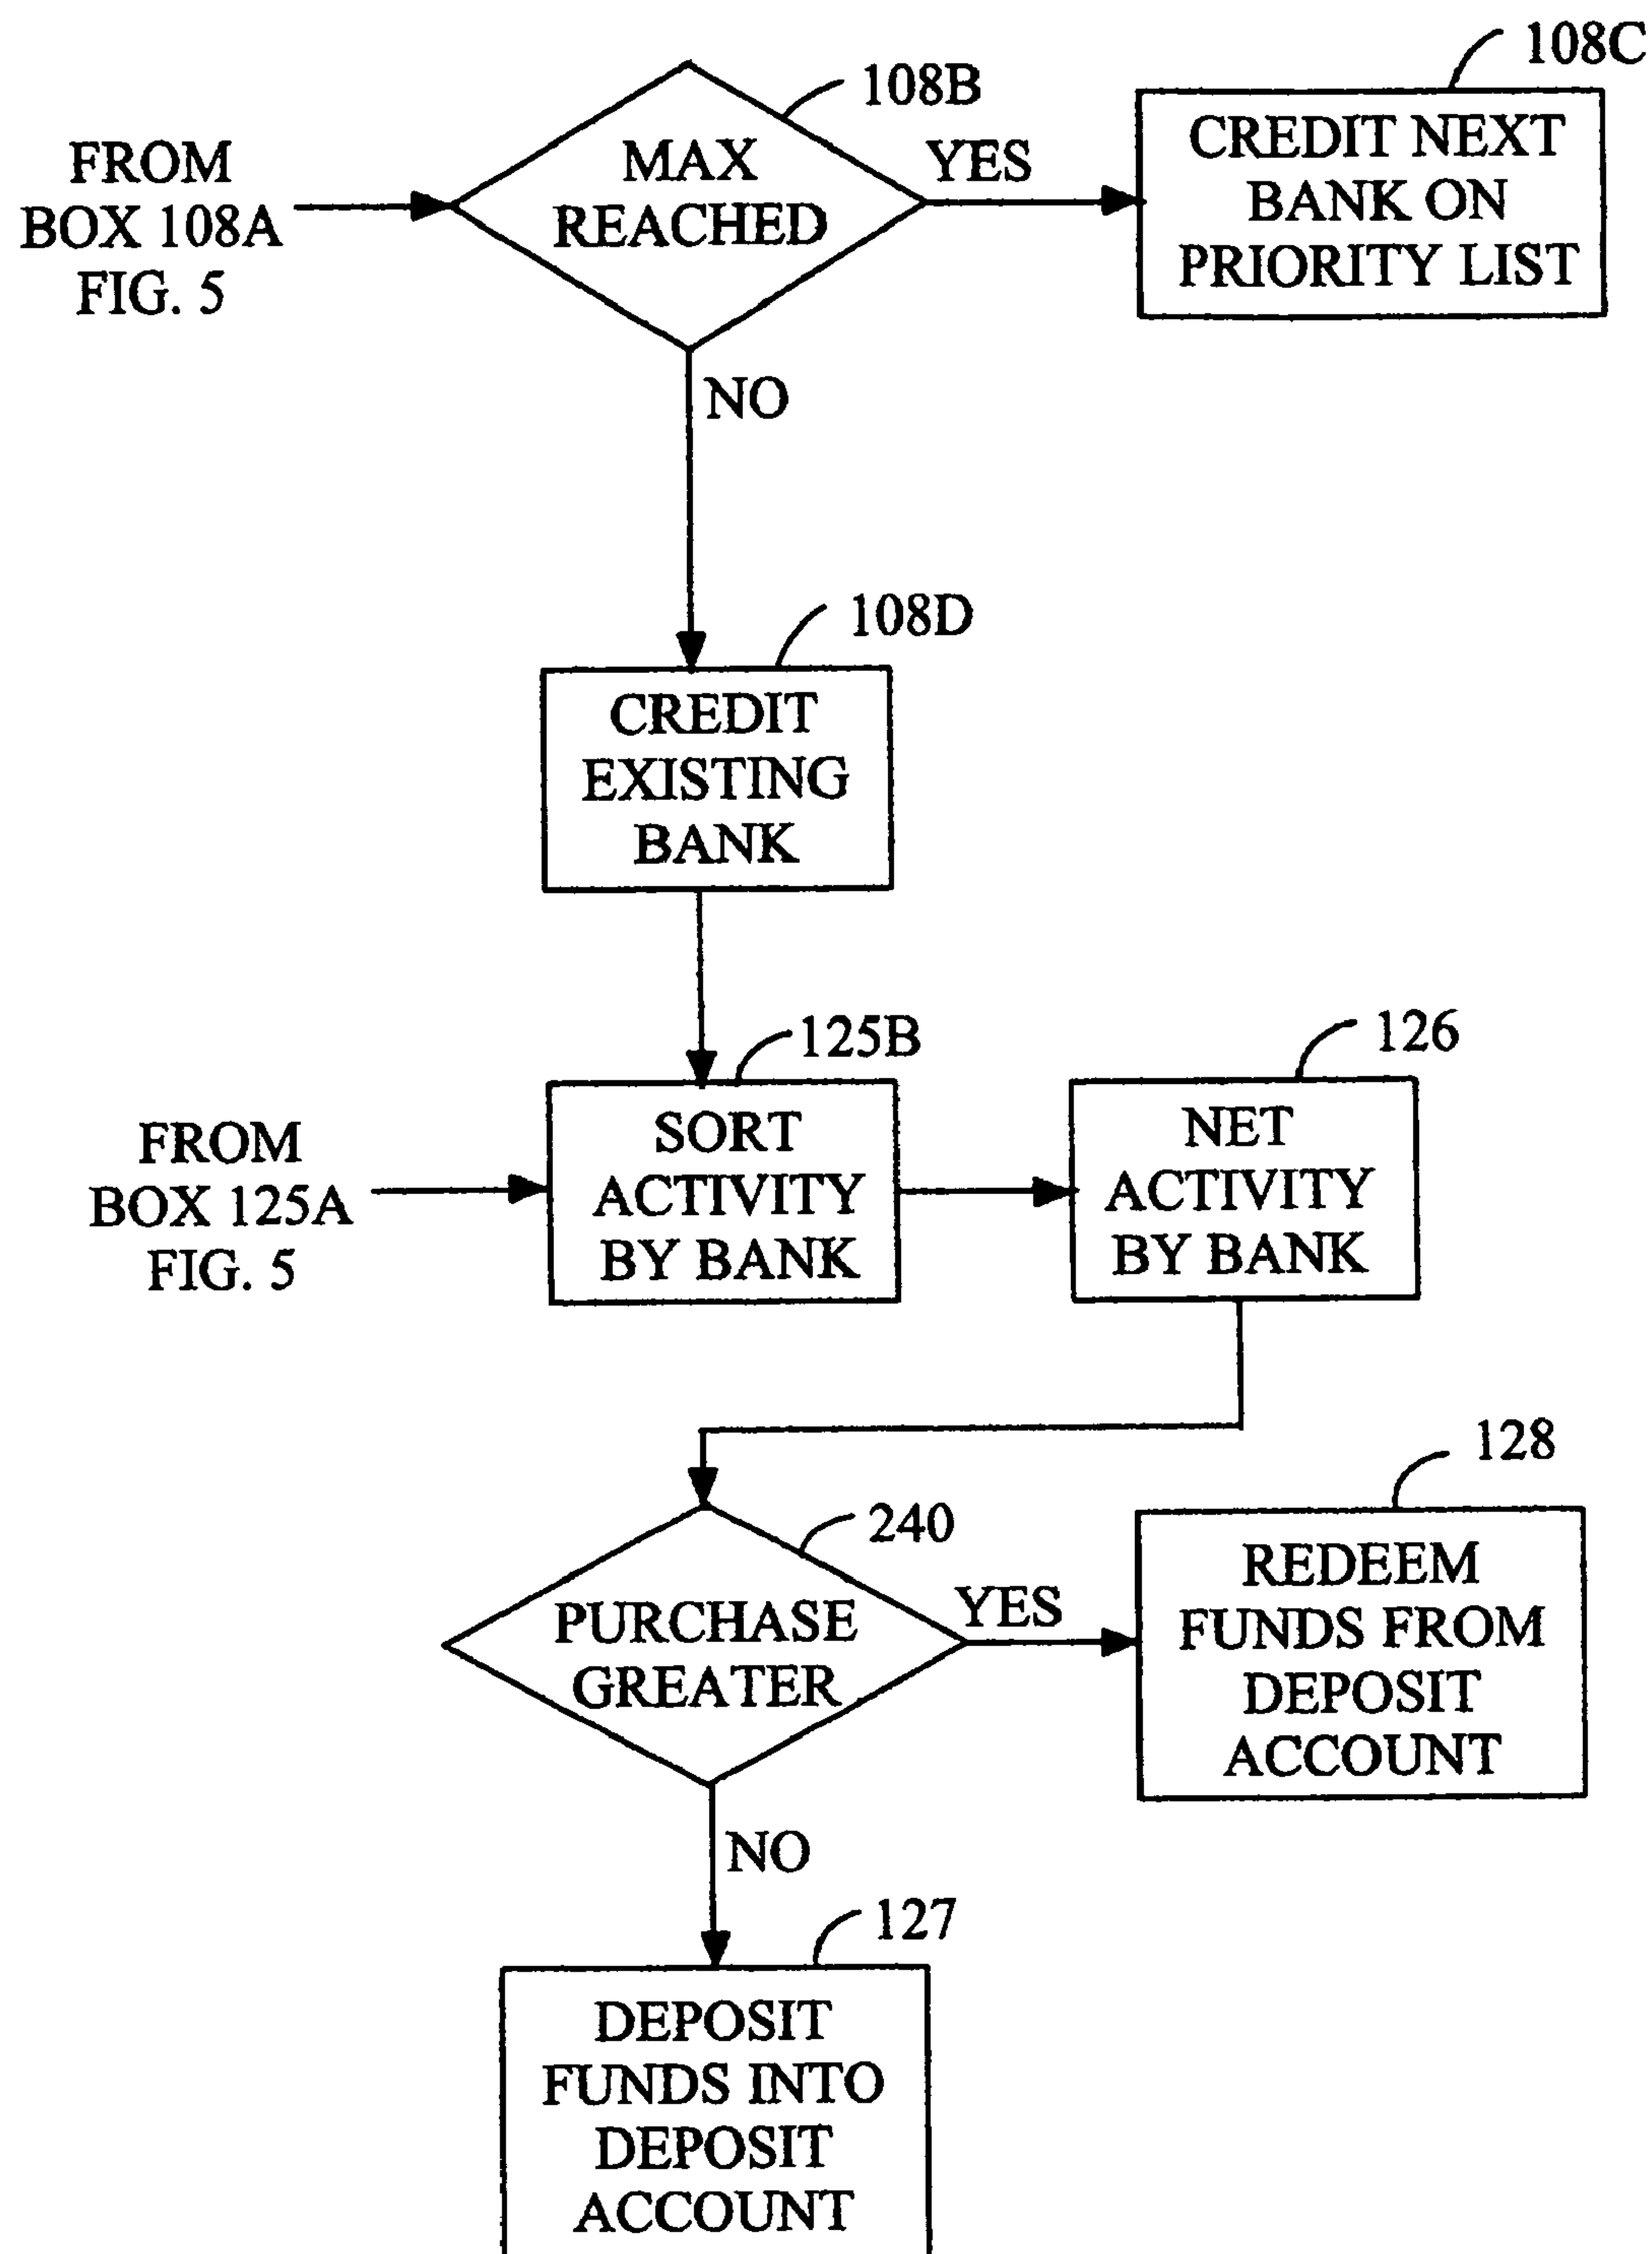 108C
108B
FROM
BOX 108A
FIG. 5
MAX
REACHED
YES
CREDIT NEXT
BANK ON
PRIORITY LIST
NO
108D
CREDIT
EXISTING
BANK
125B
126
FROM
BOX 125A
FIG. 5
SORT
ACTIVITY
BY BANK
NET
ACTIVITY
BY BANK
128
240
PURCHASE
GREATER
YES
REDEEM
FUNDS FROM
DEPOSIT
ACCOUNT
NO
127
DEPOSIT
FUNDS INTO
DEPOSIT
ACCOUNT